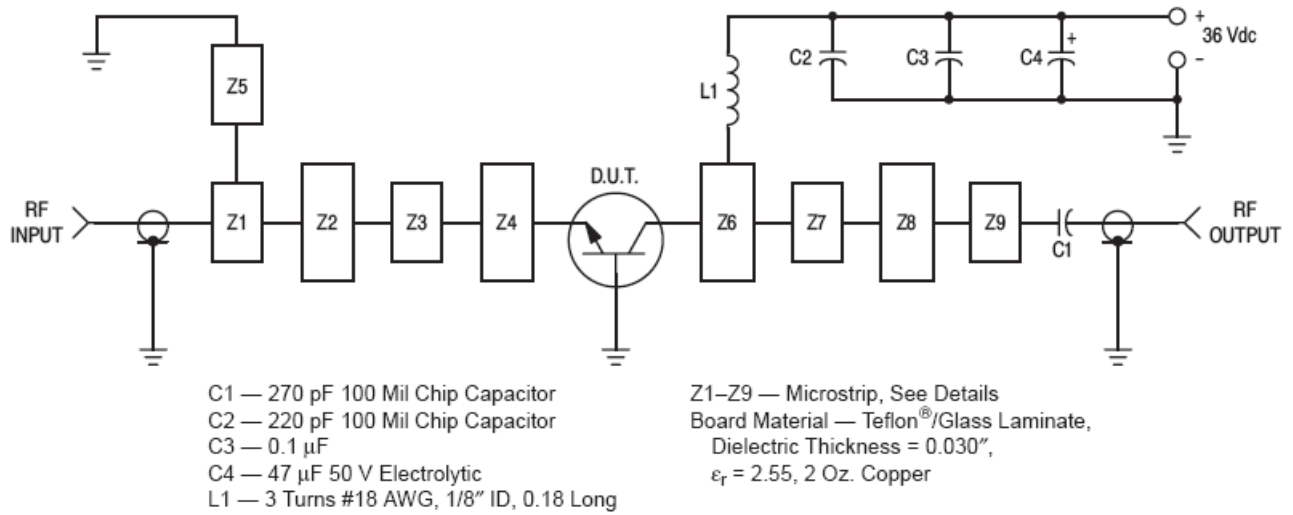 +
36 Vdc
−
C2
C3
C4
+
L1
Z5
D.U.T.
RF
INPUT
Z1
Z2
Z3
Z4
Z6
Z7
Z8
Z9
C1
RF
OUTPUT
C1 — 270 pF 100 Mil Chip Capacitor
C2 — 220 pF 100 Mil Chip Capacitor
C3 — 0.1 µF
C4 — 47 µF 50 V Electrolytic
L1 — 3 Turns #18 AWG, 1/8″ ID, 0.18 Long
Z1–Z9 — Microstrip, See Details
Board Material — Teflon®/Glass Laminate,
Dielectric Thickness = 0.030″,
εr = 2.55, 2 Oz. Copper